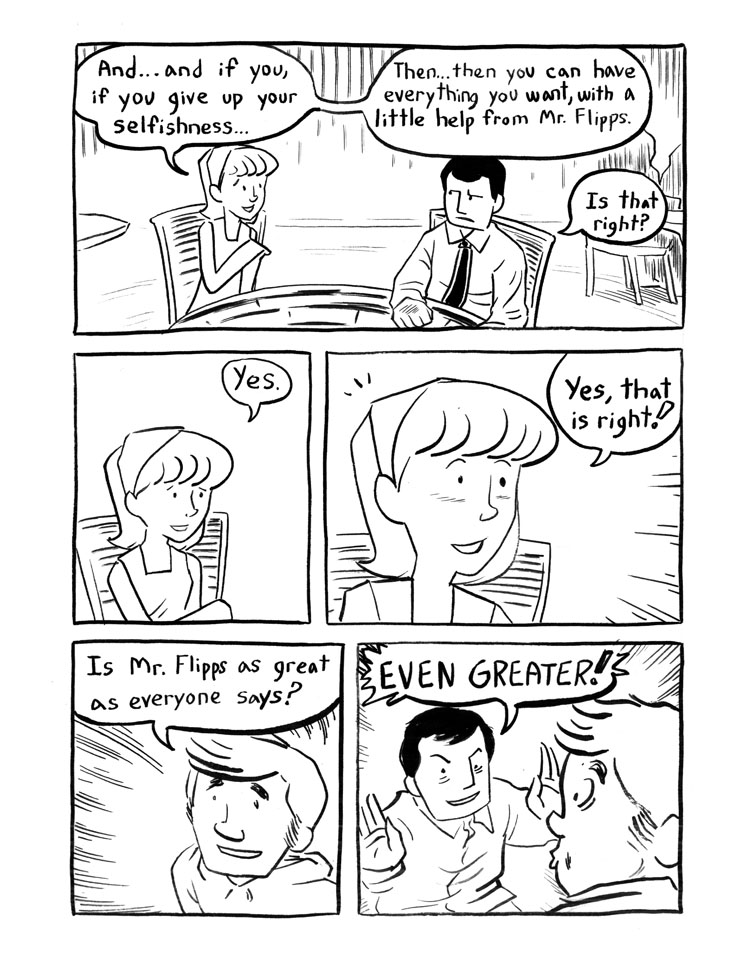 And...and if you,
if you give up your
selfishness...
Then...then you can have
everything you want, with a
little help from Mr. Flipps.
Is that
right?
Yes.
Yes, that
is right!
Is Mr. Flipps as great
as everyone says?
EVEN GREATER!